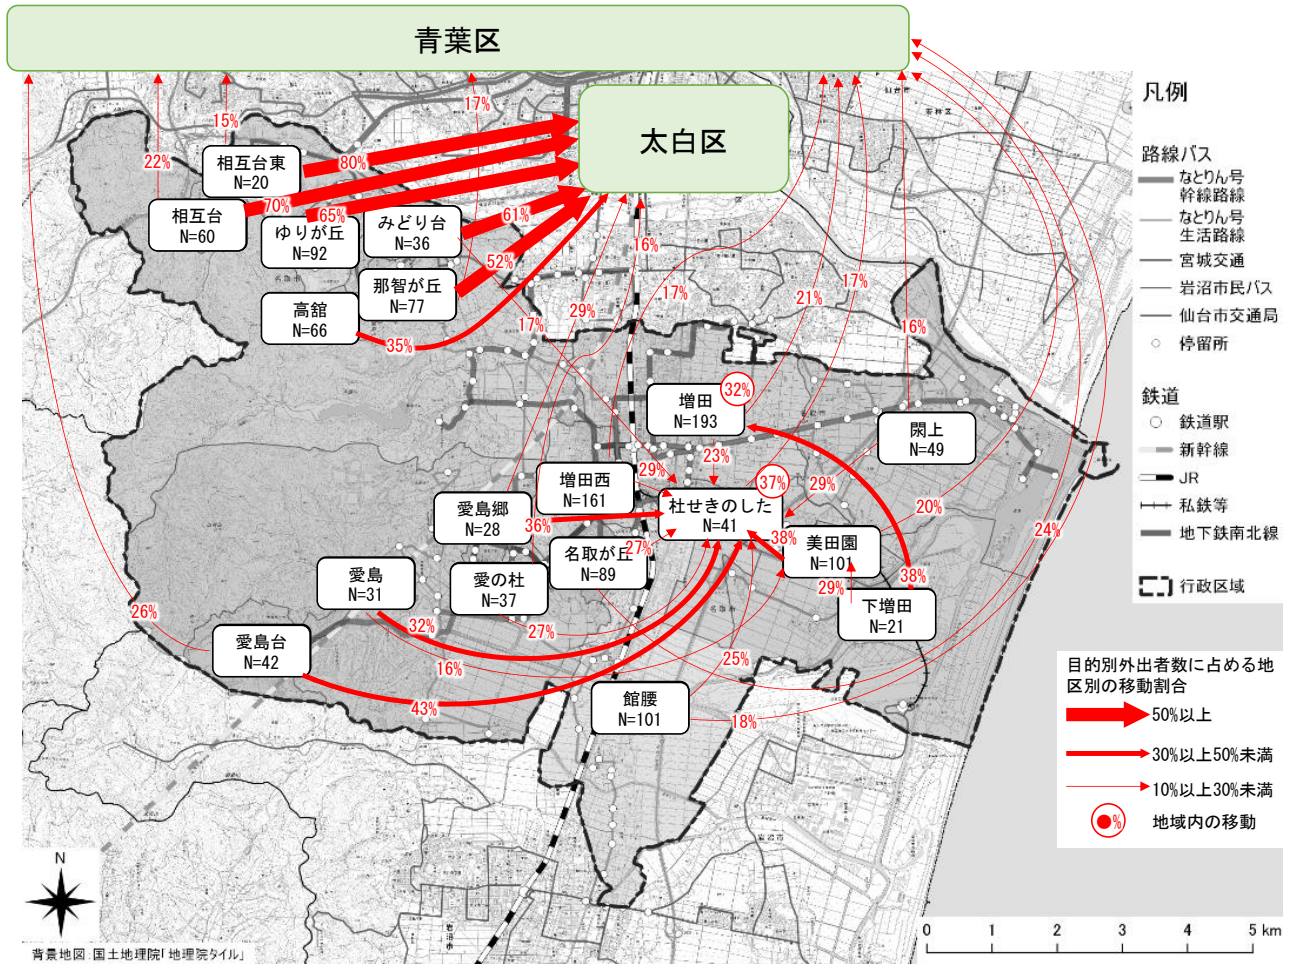 青葉区
太白区
17%
15%
22%
相互台東
N=20
80%
相互台
N=60
70%
65%
ゆりが丘
N=92
みどり台
N=36
61%
52%
那智が丘
N=77
高舘
N=66
35%
16%
17%
29%
17%
21%
17%
16%
増田
N=193
32%
閖上
N=49
23%
29%
29%
増田西
N=161
37%
杜せきのした
N=41
愛島郷
N=28
36%
38%
20%
24%
美田園
N=101
名取が丘
N=89
27%
愛の杜
N=37
愛島
N=31
29%
38%
下増田
N=21
26%
32%
27%
愛島台
N=42
16%
25%
43%
館腰
N=101
18%
凡例
路線バス
なとりん号
幹線路線
なとりん号
生活路線
宮城交通
岩沼市民バス
仙台市交通局
停留所
鉄道
鉄道駅
新幹線
JR
私鉄等
地下鉄南北線
行政区域
目的別外出者数に占める地
区別の移動割合
50%以上
30%以上50%未満
10%以上30%未満
●% 地域内の移動
N
背景地図:国土地理院「地理院タイル」
0 1 2 3 4 5 km
名取市
岩沼市